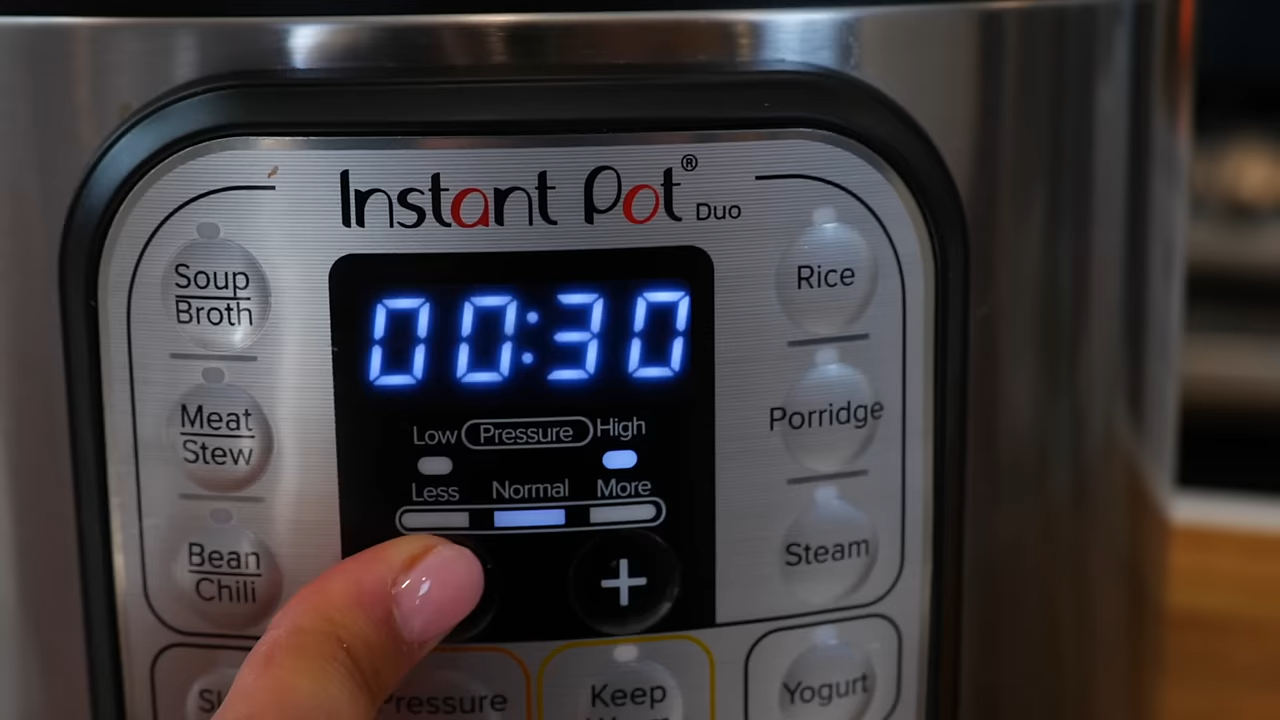 Instant Pot® Duo
Soup
Broth
Meat
Stew
Bean
Chili
00:30
Low Pressure High
Less Normal More
+
Rice
Porridge
Steam
Pressure
Keep
Yogurt